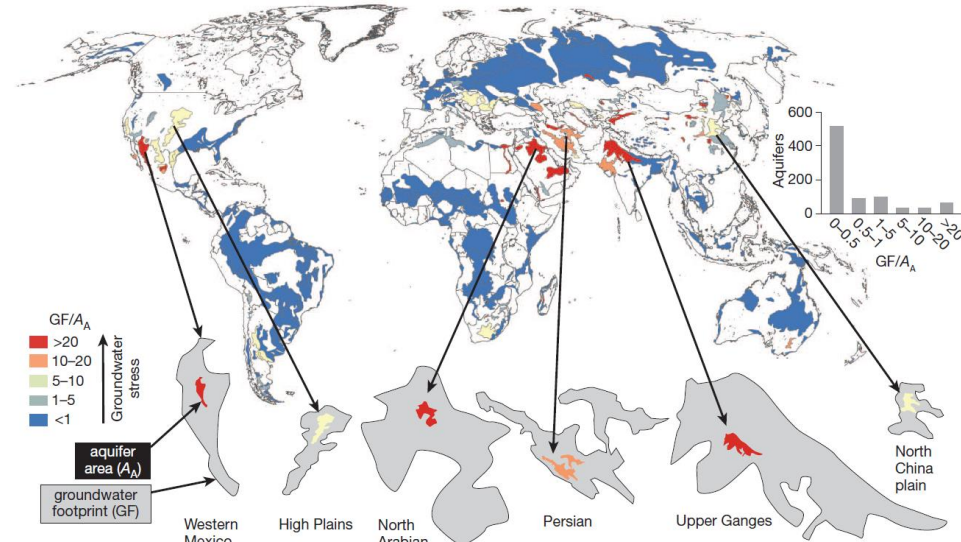 600
400
200
0
Aquifers
0–0.5
0.5–1
1–5
5–10
10–20
>20
GF/AA
GF/AA
>20
10–20
5–10
1–5
<1
Groundwater
stress
aquifer
area (AA)
groundwater
footprint (GF)
Western
Mexico
High Plains
North
Arabian
Persian
Upper Ganges
North
China
plain